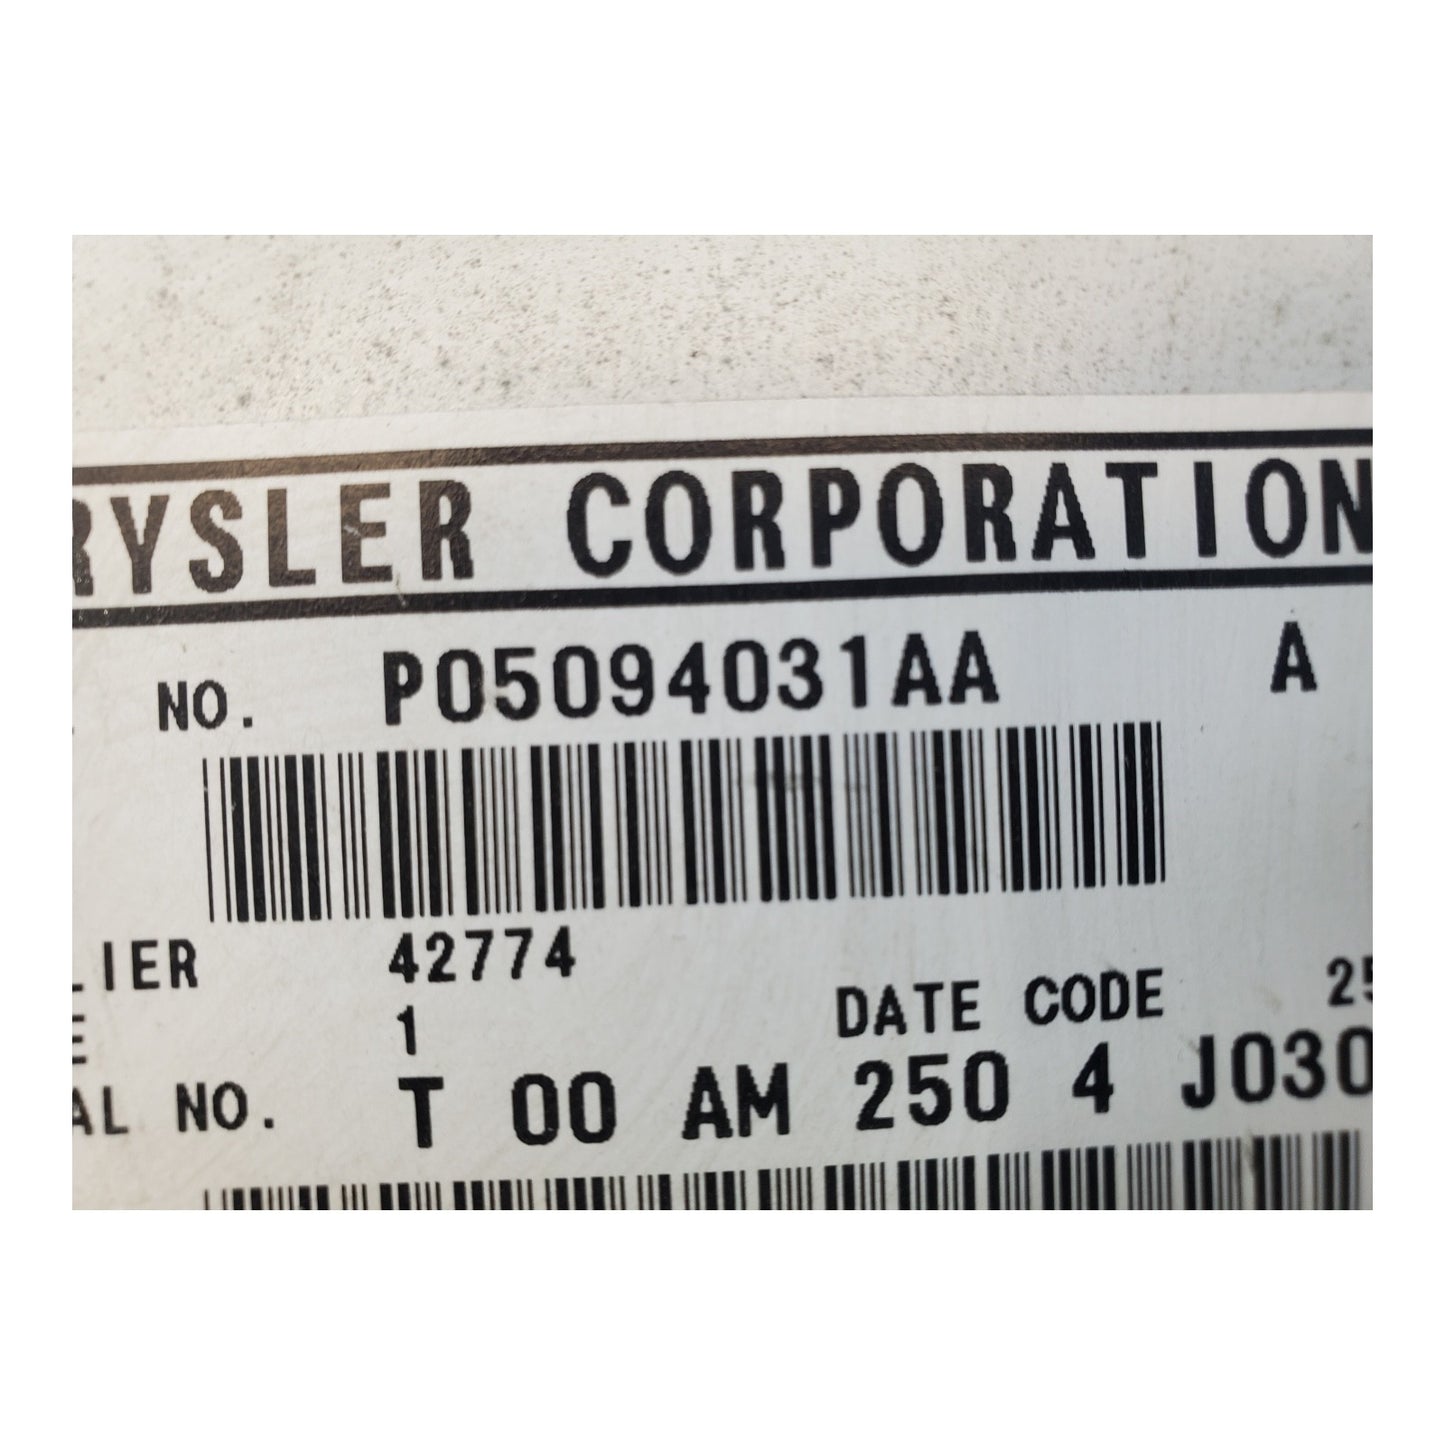 RYSLER CORPORATION
NO. P05094031AA A
LIER 42774
E 1 DATE CODE 25
AL NO. T 00 AM 250 4 J030